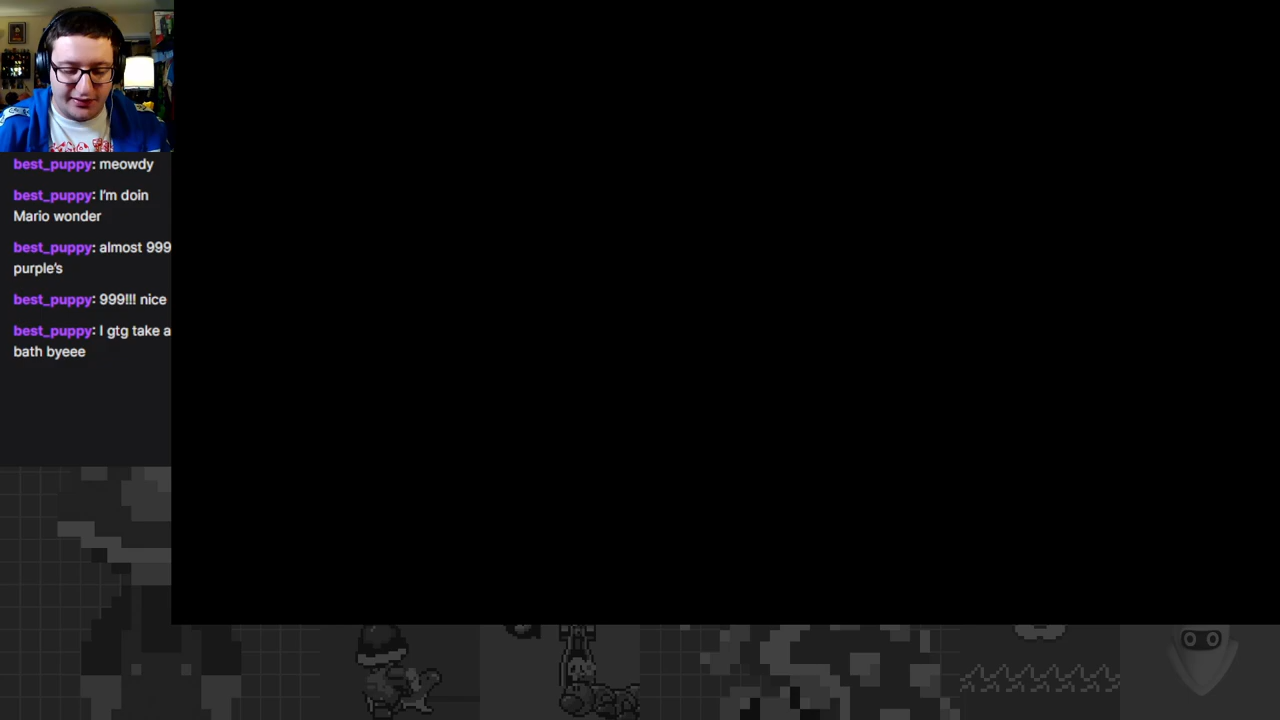 best_puppy: meowdy
best_puppy: I'm doin
Mario wonder
best_puppy: almost 999
purple's
best_puppy: 999!!! nice
best_puppy: I gtg take a
bath byeee